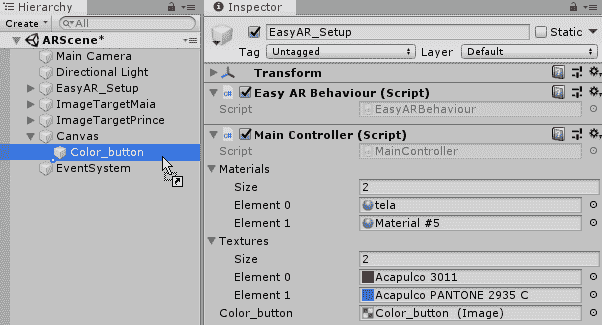 Hierarchy
Create
All
ARScene*
Main Camera
Directional Light
EasyAR_Setup
ImageTargetMaia
ImageTargetPrince
Canvas
Color_button
EventSystem
Inspector
EasyAR_Setup Static
Tag Untagged Layer Default
Transform
Easy AR Behaviour (Script)
Script EasyARBehaviour
Main Controller (Script)
Script MainController
Materials
Size 2
Element 0 tela
Element 1 Material #5
Textures
Size 2
Element 0 Acapulco 3011
Element 1 Acapulco PANTONE 2935 C
Color_button Color_button (Image)